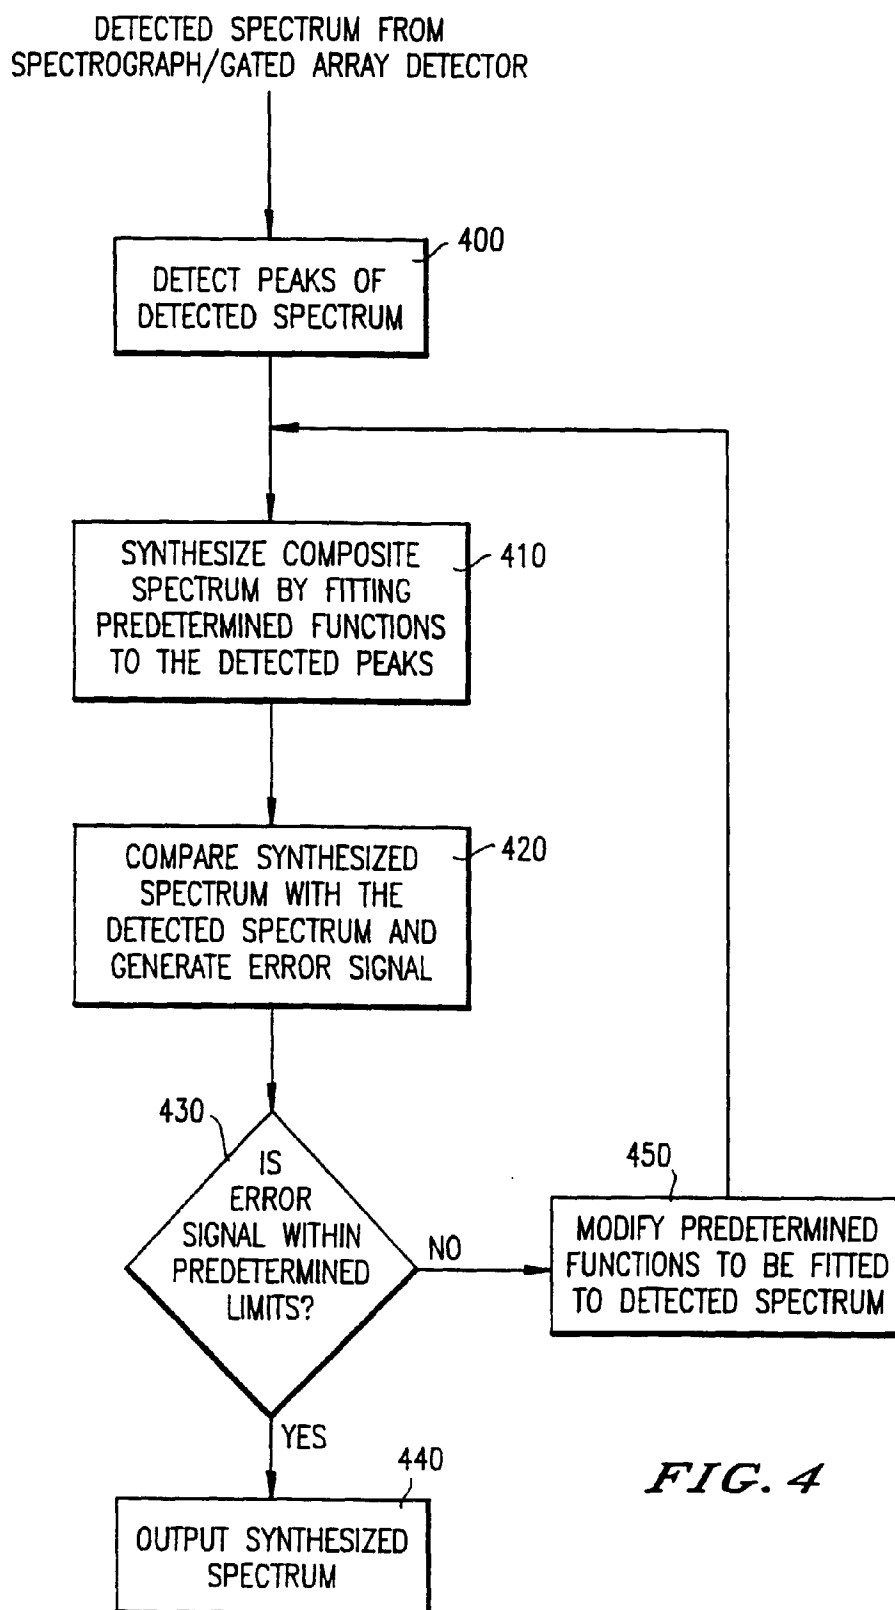 DETECTED SPECTRUM FROM
SPECTROGRAPH/GATED ARRAY DETECTOR
400
DETECT PEAKS OF
DETECTED SPECTRUM
410
SYNTHESIZE COMPOSITE
SPECTRUM BY FITTING
PREDETERMINED FUNCTIONS
TO THE DETECTED PEAKS
420
COMPARE SYNTHESIZED
SPECTRUM WITH THE
DETECTED SPECTRUM AND
GENERATE ERROR SIGNAL
430
IS
ERROR
SIGNAL WITHIN
PREDETERMINED
LIMITS?
NO
450
MODIFY PREDETERMINED
FUNCTIONS TO BE FITTED
TO DETECTED SPECTRUM
YES
440
OUTPUT SYNTHESIZED
SPECTRUM
FIG. 4